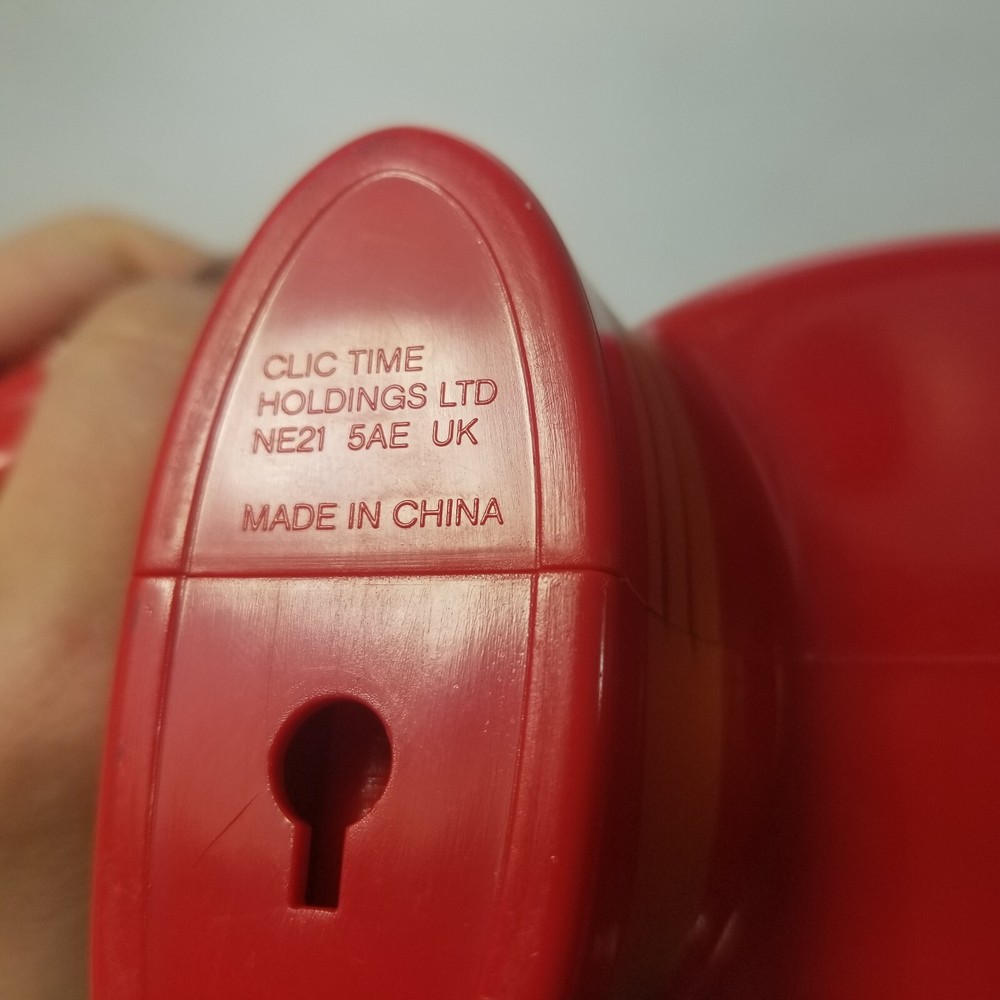 CLIC TIME
HOLDINGS LTD
NE21 5AE UK
MADE IN CHINA